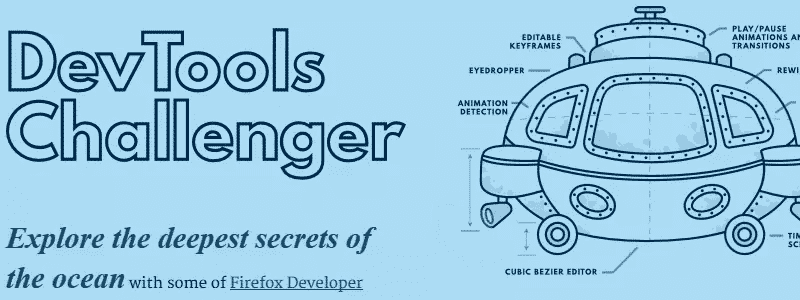 DevTools
Challenger
Explore the deepest secrets of
the ocean with some of Firefox Developer
EDITABLE
KEYFRAMES
EYEDROPPER
ANIMATION
DETECTION
PLAY/PAUSE
ANIMATIONS
TRANSITIONS
CUBIC BEZIER EDITOR